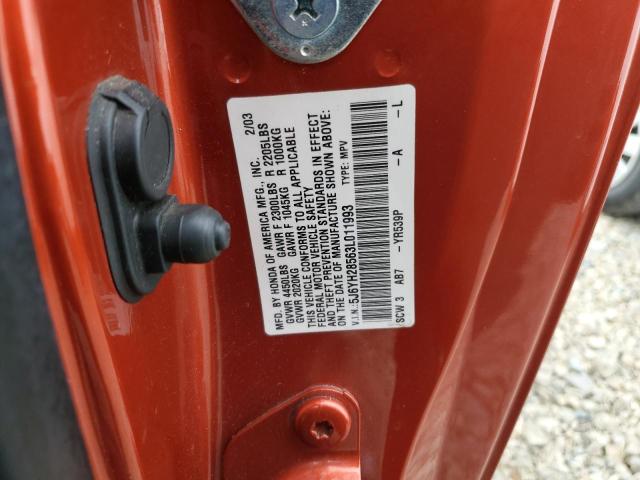 MFD. BY HONDA OF AMERICA MFG., INC. 2/03
GVWR 4450LBS GAWR F 2300LBS R 2205LBS
GVWR 2020KG GAWR F 1045KG R 1000KG
THIS VEHICLE CONFORMS TO ALL APPLICABLE
FEDERAL MOTOR VEHICLE SAFETY
AND THEFT PREVENTION STANDARDS IN EFFECT
ON THE DATE OF MANUFACTURE SHOWN ABOVE.
V.I.N.: 5J6YH28563L011993 TYPE: MPV
SCW 3 AB7 -YR539P -A -L